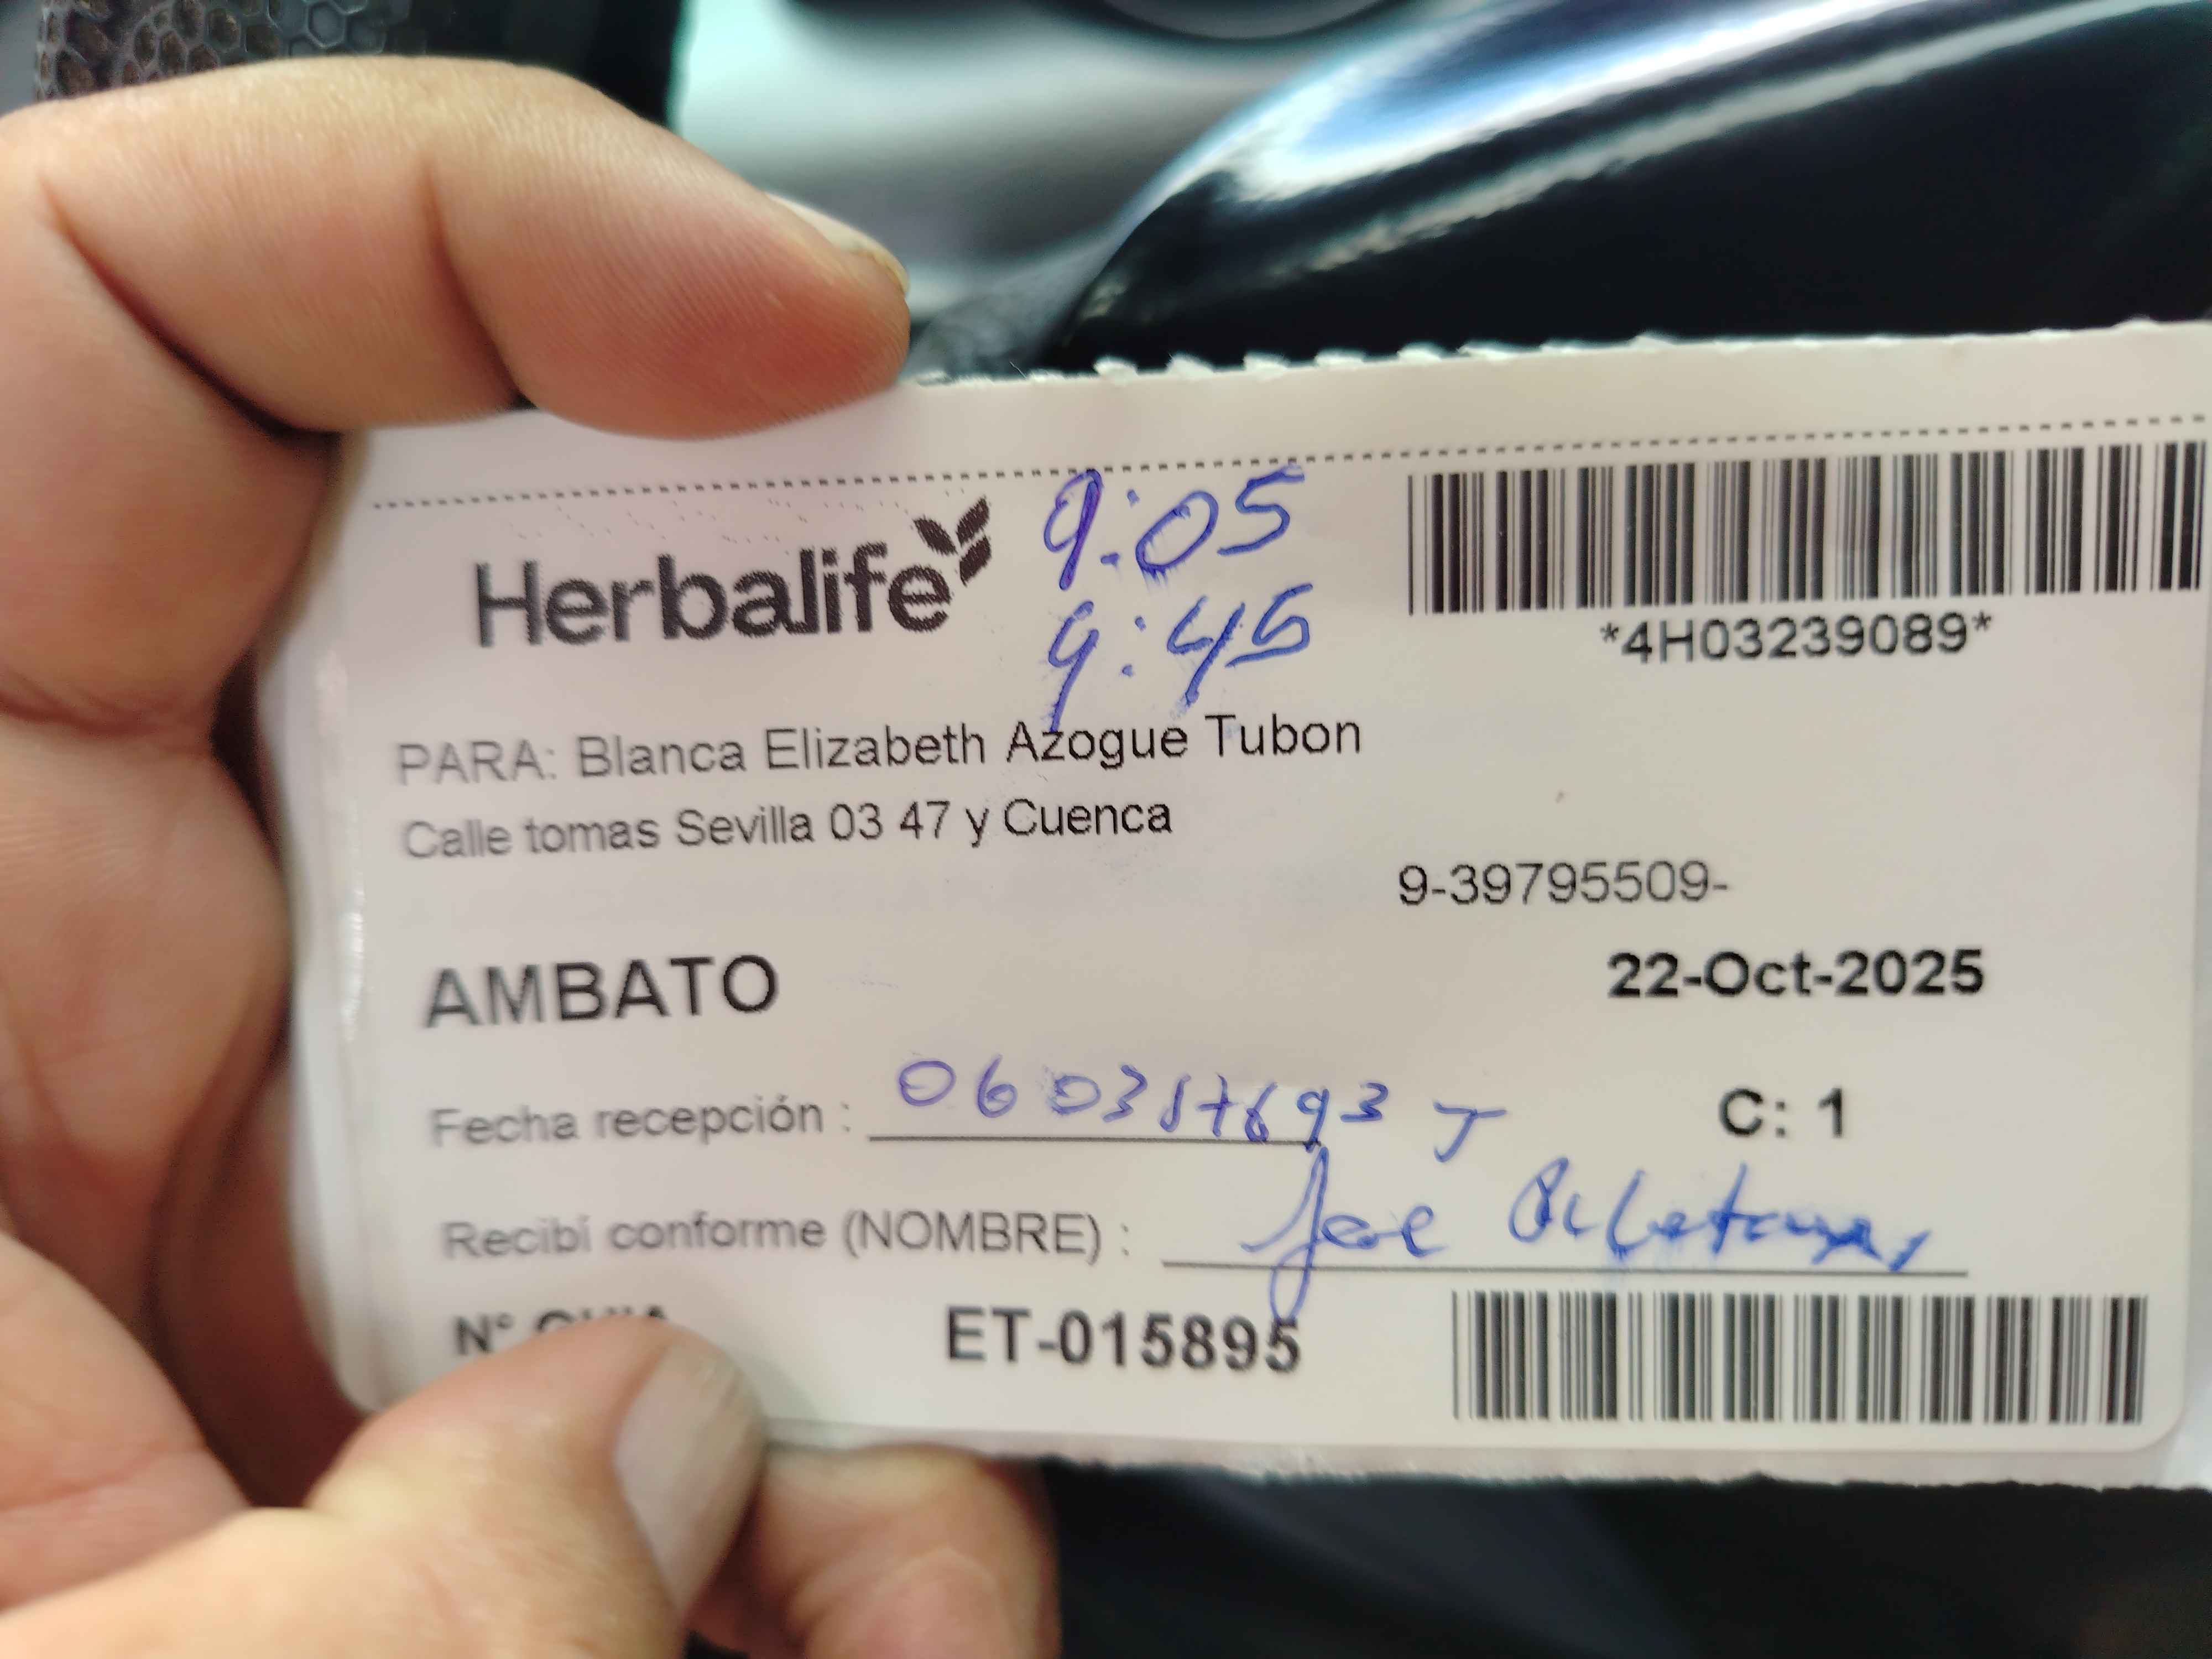 Herbalife
9:05
9:45
*4H03239089*
PARA: Blanca Elizabeth Azogue Tubon
Calle tomas Sevilla 03 47 y Cuenca
9-39795509-
AMBATO
22-Oct-2025
Fecha recepción :
C: 1
Recibí conforme (NOMBRE) :
N°
ET-015895